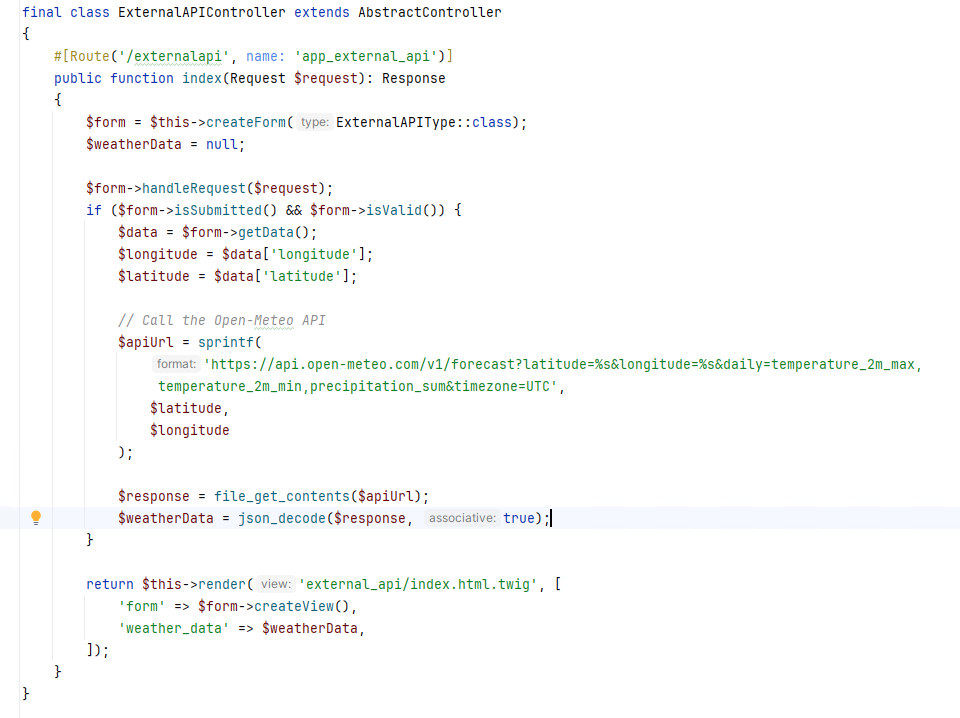 final class ExternalAPIController extends AbstractController
{
    #[Route('/externalapi', name: 'app_external_api')]
    public function index(Request $request): Response
    {
        $form = $this->createForm( type: ExternalAPIType::class);
        $weatherData = null;

        $form->handleRequest($request);
        if ($form->isSubmitted() && $form->isValid()) {
            $data = $form->getData();
            $longitude = $data['longitude'];
            $latitude = $data['latitude'];

            // Call the Open-Meteo API
            $apiUrl = sprintf(
                format: 'https://api.open-meteo.com/v1/forecast?latitude=%s&longitude=%s&daily=temperature_2m_max,
                temperature_2m_min,precipitation_sum&timezone=UTC',
                $latitude,
                $longitude
            );

            $response = file_get_contents($apiUrl);
            $weatherData = json_decode($response, associative: true);
        }

        return $this->render( view: 'external_api/index.html.twig', [
            'form' => $form->createView(),
            'weather_data' => $weatherData,
        ]);
    }
}